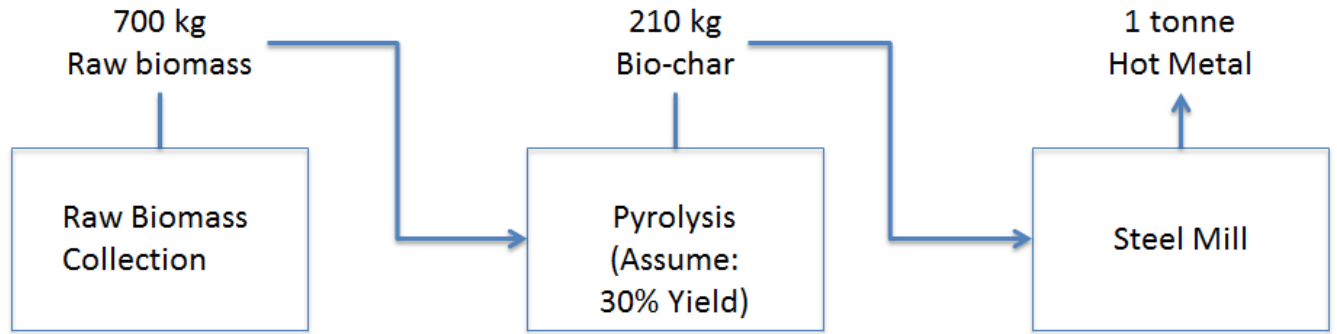 700 kg
Raw biomass
210 kg
Bio-char
1 tonne
Hot Metal
Raw Biomass
Collection
Pyrolysis
(Assume:
30% Yield)
Steel Mill